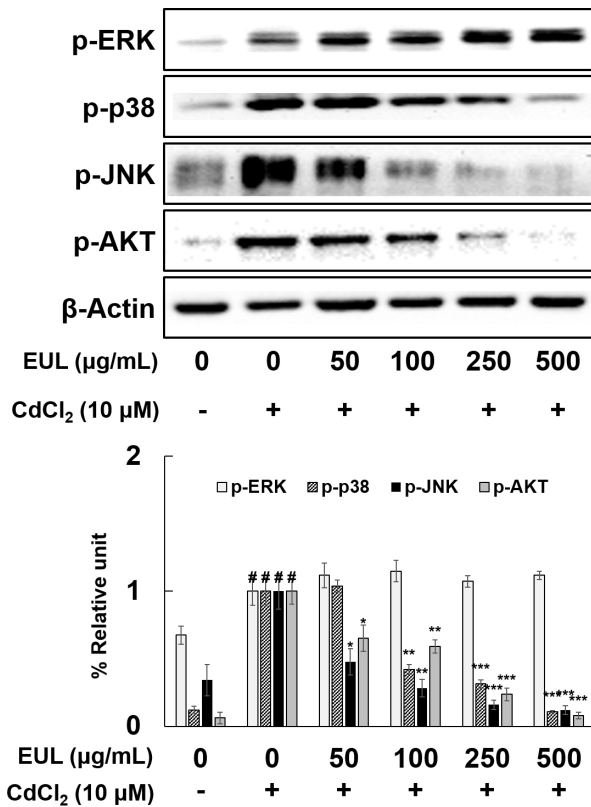 p-ERK
p-p38
p-JNK
p-AKT
β-Actin
EUL (µg/mL) 0 0 50 100 250 500
CdCl₂ (10 µM) - + + + + +
2
p-ERK p-p38 p-JNK p-AKT
% Relative unit
# # # #
1
* *
** ** **
*** *** ***
*** *** ***
0
EUL (µg/mL) 0 0 50 100 250 500
CdCl₂ (10 µM) - + + + + +